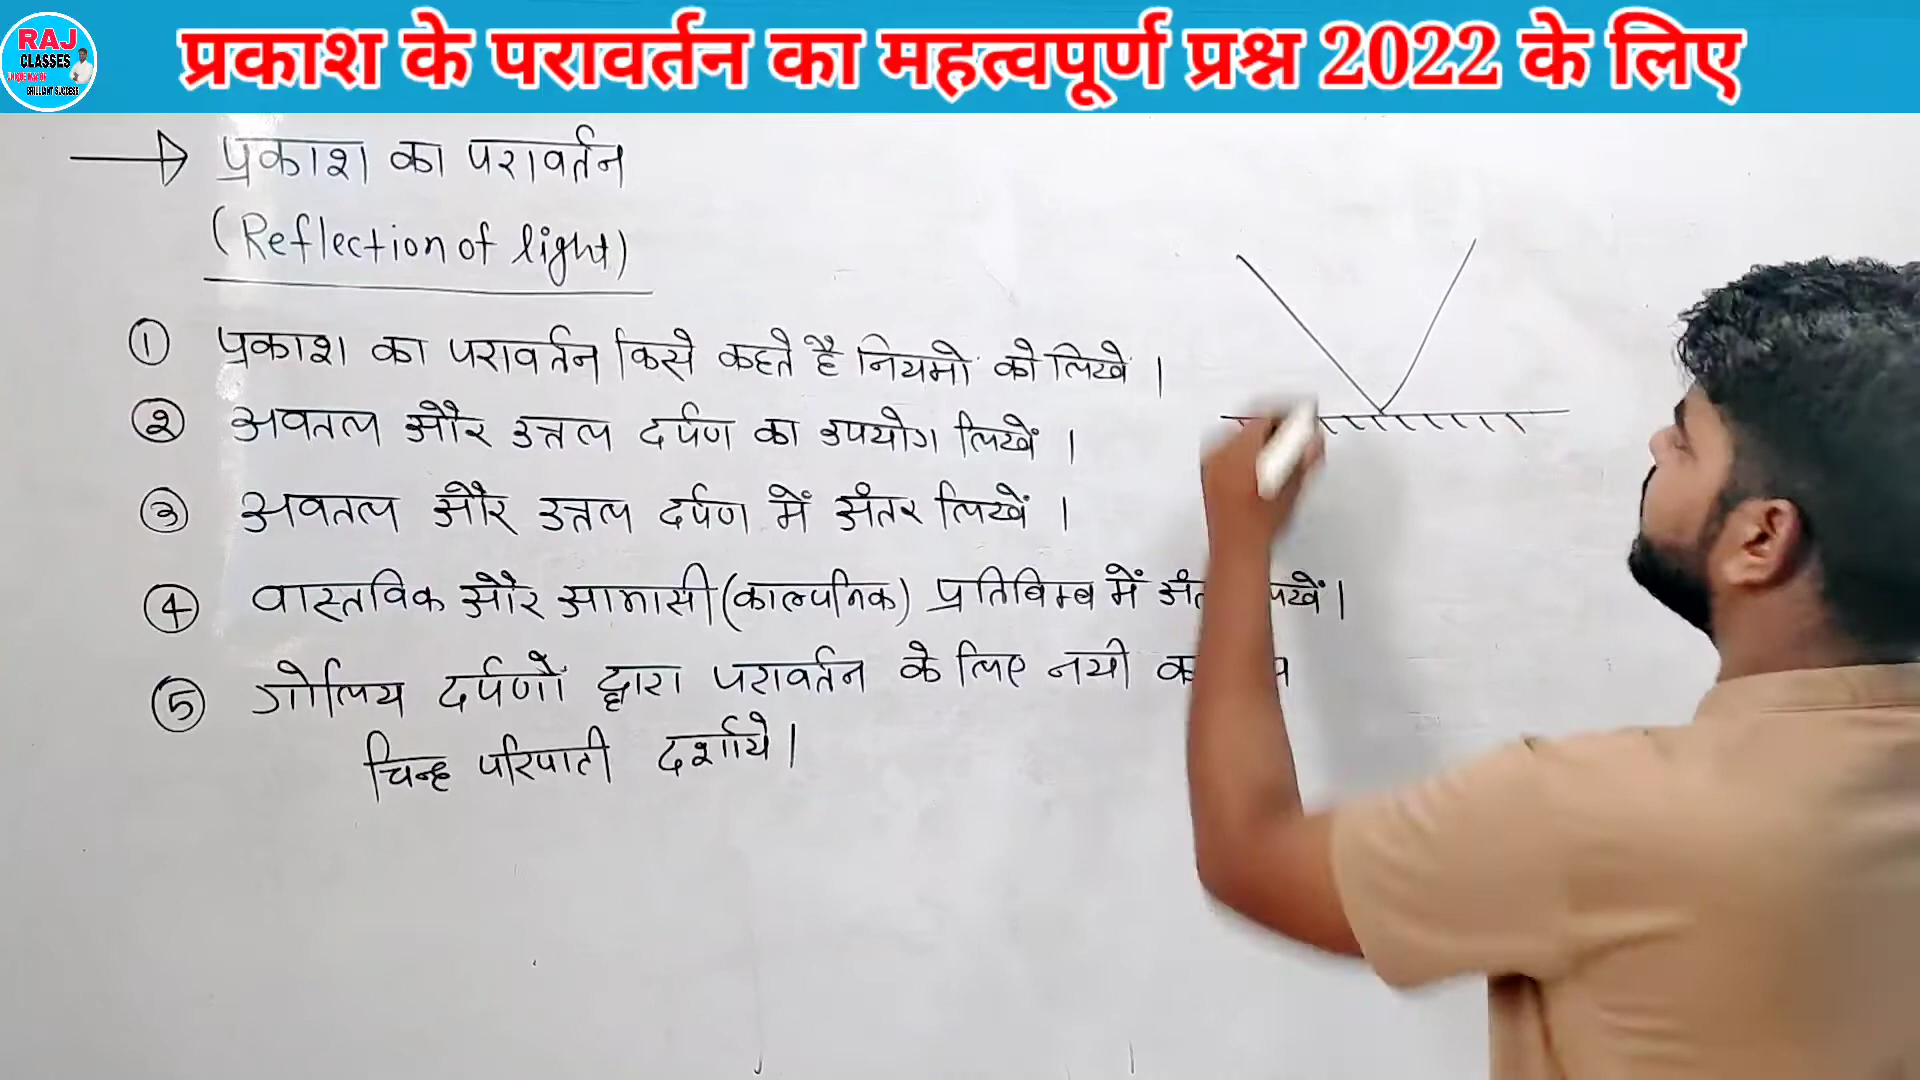 RAJ
CLASSES
BRILLIANT SUCCESS
प्रकाश के परावर्तन का महत्वपूर्ण प्रश्न 2022 के लिए
प्रकाश का परावर्तन
(Reflection of light)
① प्रकाश का परावर्तन किसे कहते है नियमो को लिखे ।
② अवतल और उत्तल दर्पण का उपयोग लिखें ।
③ अवतल और उत्तल दर्पण में अंतर लिखें ।
④ वास्तविक और आभासी (काल्पनिक) प्रतिबिम्ब में
⑤ गोलिय दर्पणों द्वारा परावर्तन के लिए नयी
चिन्ह परिपाटी दर्शाये ।